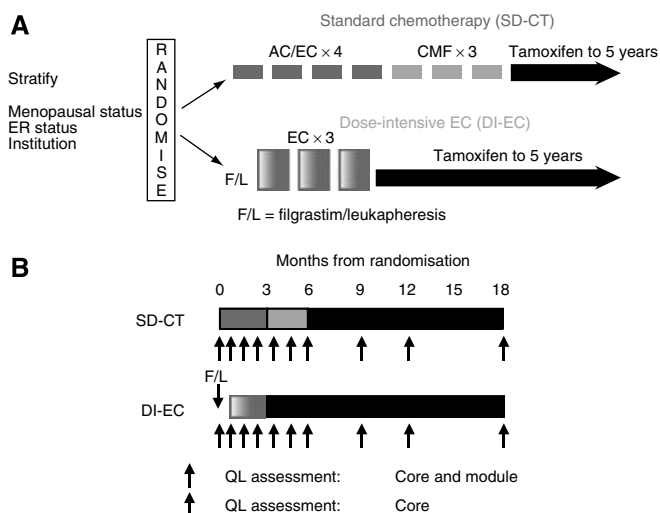 A
Standard chemotherapy (SD-CT)
AC/EC × 4
CMF × 3
Tamoxifen to 5 years
Stratify
Menopausal status
ER status
Institution
RANDOMISE
Dose-intensive EC (DI-EC)
EC × 3
Tamoxifen to 5 years
F/L
F/L = filgrastim/leukapheresis
B
Months from randomisation
0 3 6 9 12 15 18
SD-CT
F/L
DI-EC
QL assessment: Core and module
QL assessment: Core